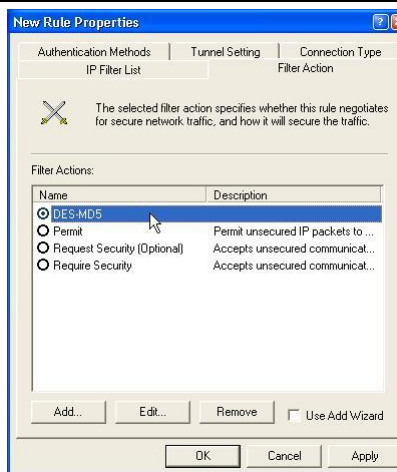 New Rule Properties
Authentication Methods Tunnel Setting Connection Type
IP Filter List Filter Action
The selected filter action specifies whether this rule negotiates
for secure network traffic, and how it will secure the traffic.
Filter Actions:
Name Description
DES-MD5
Permit Permit unsecured IP packets to ...
Request Security (Optional) Accepts unsecured communicat...
Require Security Accepts unsecured communicat...
Add... Edit... Remove Use Add Wizard
OK Cancel Apply